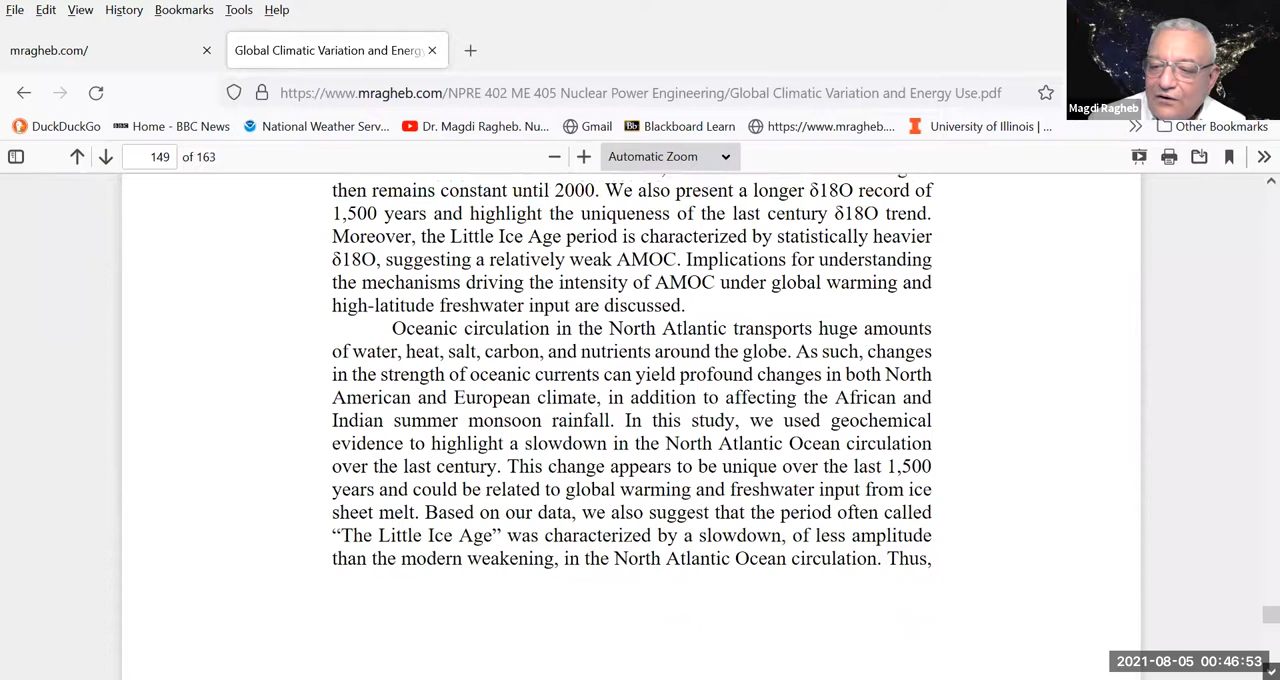 File Edit View History Bookmarks Tools Help
mragheb.com/
Global Climatic Variation and Energy
https://www.mragheb.com/NPRE 402 ME 405 Nuclear Power Engineering/Global Climatic Variation and Energy Use.pdf
Magdi Ragheb
DuckDuckGo BBC Home - BBC News National Weather Serv... Dr. Magdi Ragheb. Nu... Gmail Bb Blackboard Learn https://www.mragheb.... I University of Illinois |... Other Bookmarks
149 of 163 Automatic Zoom
then remains constant until 2000. We also present a longer δ18O record of
1,500 years and highlight the uniqueness of the last century δ18O trend.
Moreover, the Little Ice Age period is characterized by statistically heavier
δ18O, suggesting a relatively weak AMOC. Implications for understanding
the mechanisms driving the intensity of AMOC under global warming and
high-latitude freshwater input are discussed.
Oceanic circulation in the North Atlantic transports huge amounts
of water, heat, salt, carbon, and nutrients around the globe. As such, changes
in the strength of oceanic currents can yield profound changes in both North
American and European climate, in addition to affecting the African and
Indian summer monsoon rainfall. In this study, we used geochemical
evidence to highlight a slowdown in the North Atlantic Ocean circulation
over the last century. This change appears to be unique over the last 1,500
years and could be related to global warming and freshwater input from ice
sheet melt. Based on our data, we also suggest that the period often called
“The Little Ice Age” was characterized by a slowdown, of less amplitude
than the modern weakening, in the North Atlantic Ocean circulation. Thus,
2021-08-05 00:46:53